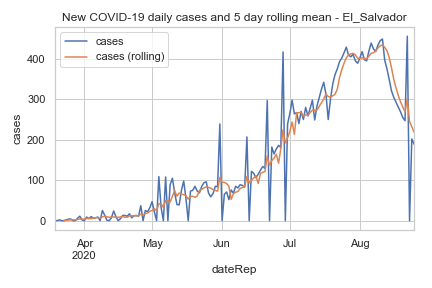 New COVID-19 daily cases and 5 day rolling mean - El_Salvador
cases
cases (rolling)
400
300
200
100
0
cases
Apr
2020
May
Jun
Jul
Aug
dateRep